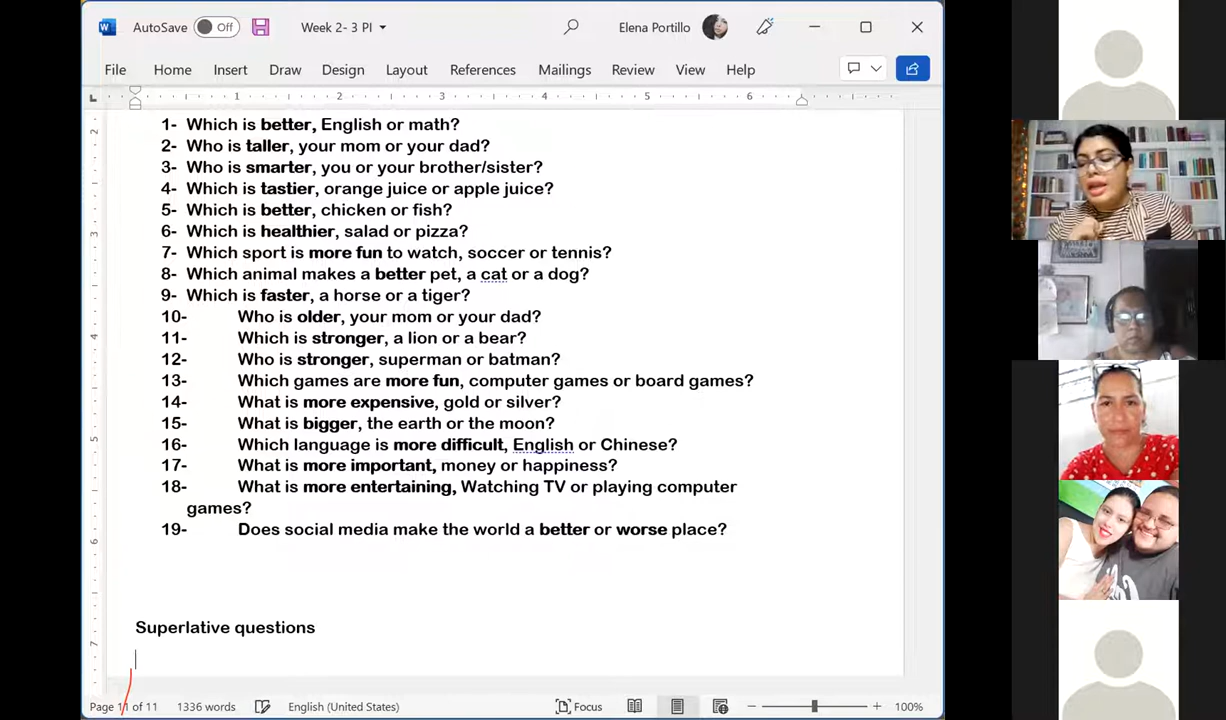 AutoSave Off Week 2- 3 PI Elena Portillo
File Home Insert Draw Design Layout References Mailings Review View Help
1 2 3 4 5 6 7
1- Which is better, English or math?
2- Who is taller, your mom or your dad?
3- Who is smarter, you or your brother/sister?
4- Which is tastier, orange juice or apple juice?
5- Which is better, chicken or fish?
6- Which is healthier, salad or pizza?
7- Which sport is more fun to watch, soccer or tennis?
8- Which animal makes a better pet, a cat or a dog?
9- Which is faster, a horse or a tiger?
10- Who is older, your mom or your dad?
11- Which is stronger, a lion or a bear?
12- Who is stronger, superman or batman?
13- Which games are more fun, computer games or board games?
14- What is more expensive, gold or silver?
15- What is bigger, the earth or the moon?
16- Which language is more difficult, English or Chinese?
17- What is more important, money or happiness?
18- What is more entertaining, Watching TV or playing computer
games?
19- Does social media make the world a better or worse place?
Superlative questions
Page 11 of 11 1336 words English (United States) Focus 100%